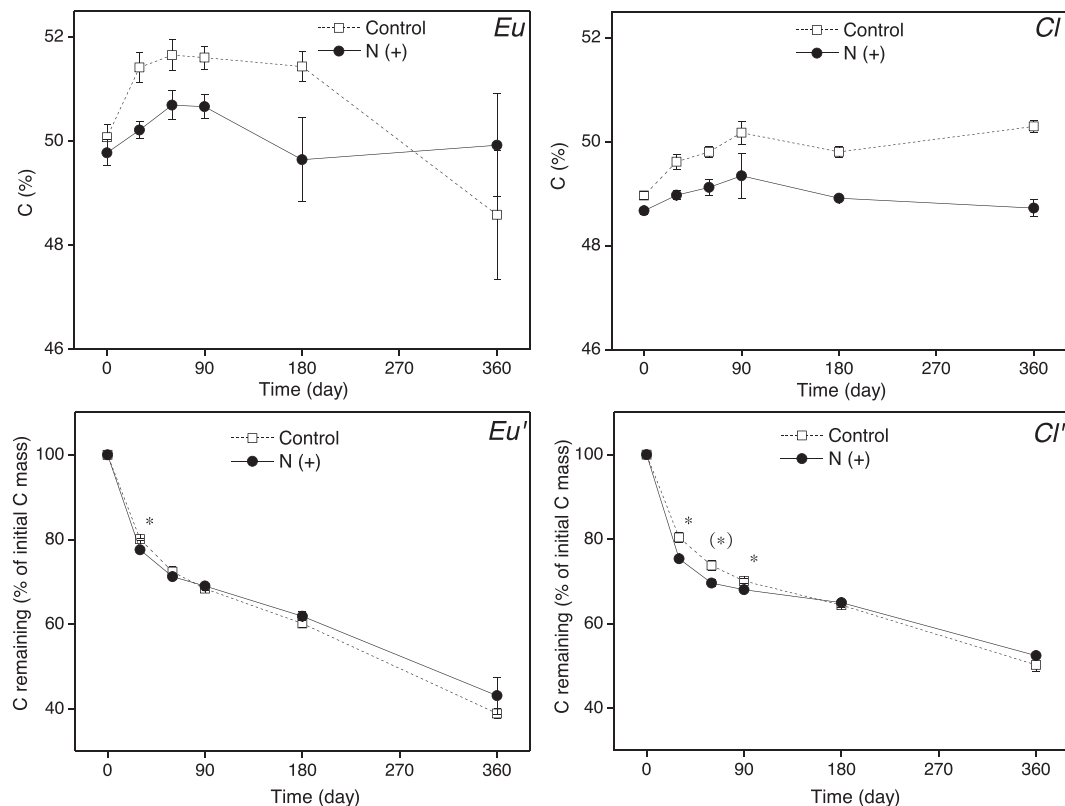 Eu
Control
N (+)
C (%)
52
50
48
46
0 90 180 270 360
Time (day)
Cl
Control
N (+)
C (%)
52
50
48
46
0 90 180 270 360
Time (day)
Eu'
Control
N (+)
C remaining (% of initial C mass)
100
80
60
40
*
0 90 180 270 360
Time (day)
Cl'
Control
N (+)
C remaining (% of initial C mass)
100
80
60
40
*
(*)
*
0 90 180 270 360
Time (day)